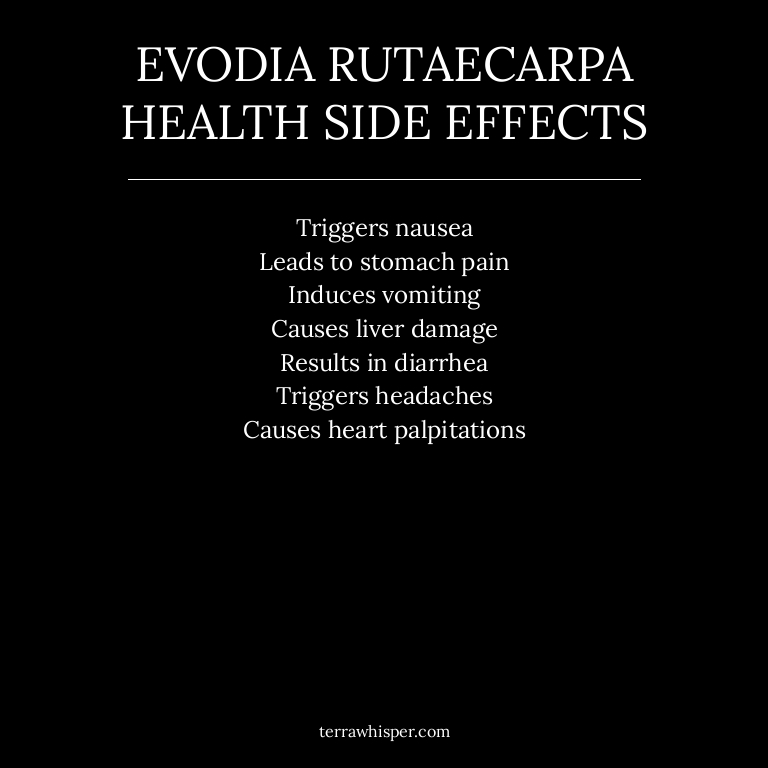 EVODIA RUTAECARPA
HEALTH SIDE EFFECTS
Triggers nausea
Leads to stomach pain
Induces vomiting
Causes liver damage
Results in diarrhea
Triggers headaches
Causes heart palpitations
terrawhisper.com